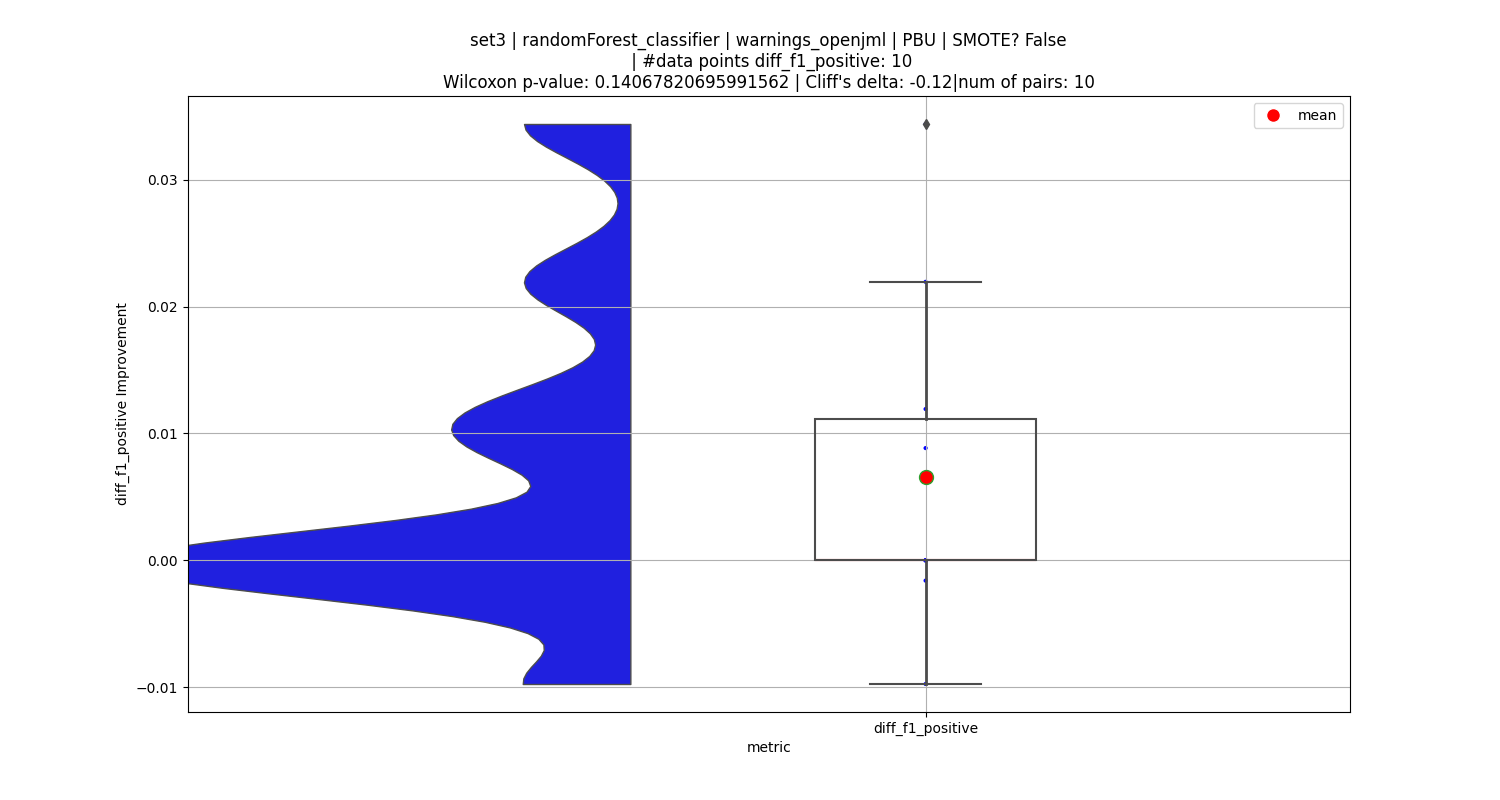 set3 | randomForest_classifier | warnings_openjml | PBU | SMOTE? False
| #data points diff_f1_positive: 10
Wilcoxon p-value: 0.14067820695991562 | Cliff's delta: -0.12|num of pairs: 10
mean
0.03
0.02
0.01
0.00
−0.01
diff_f1_positive Improvement
diff_f1_positive
metric